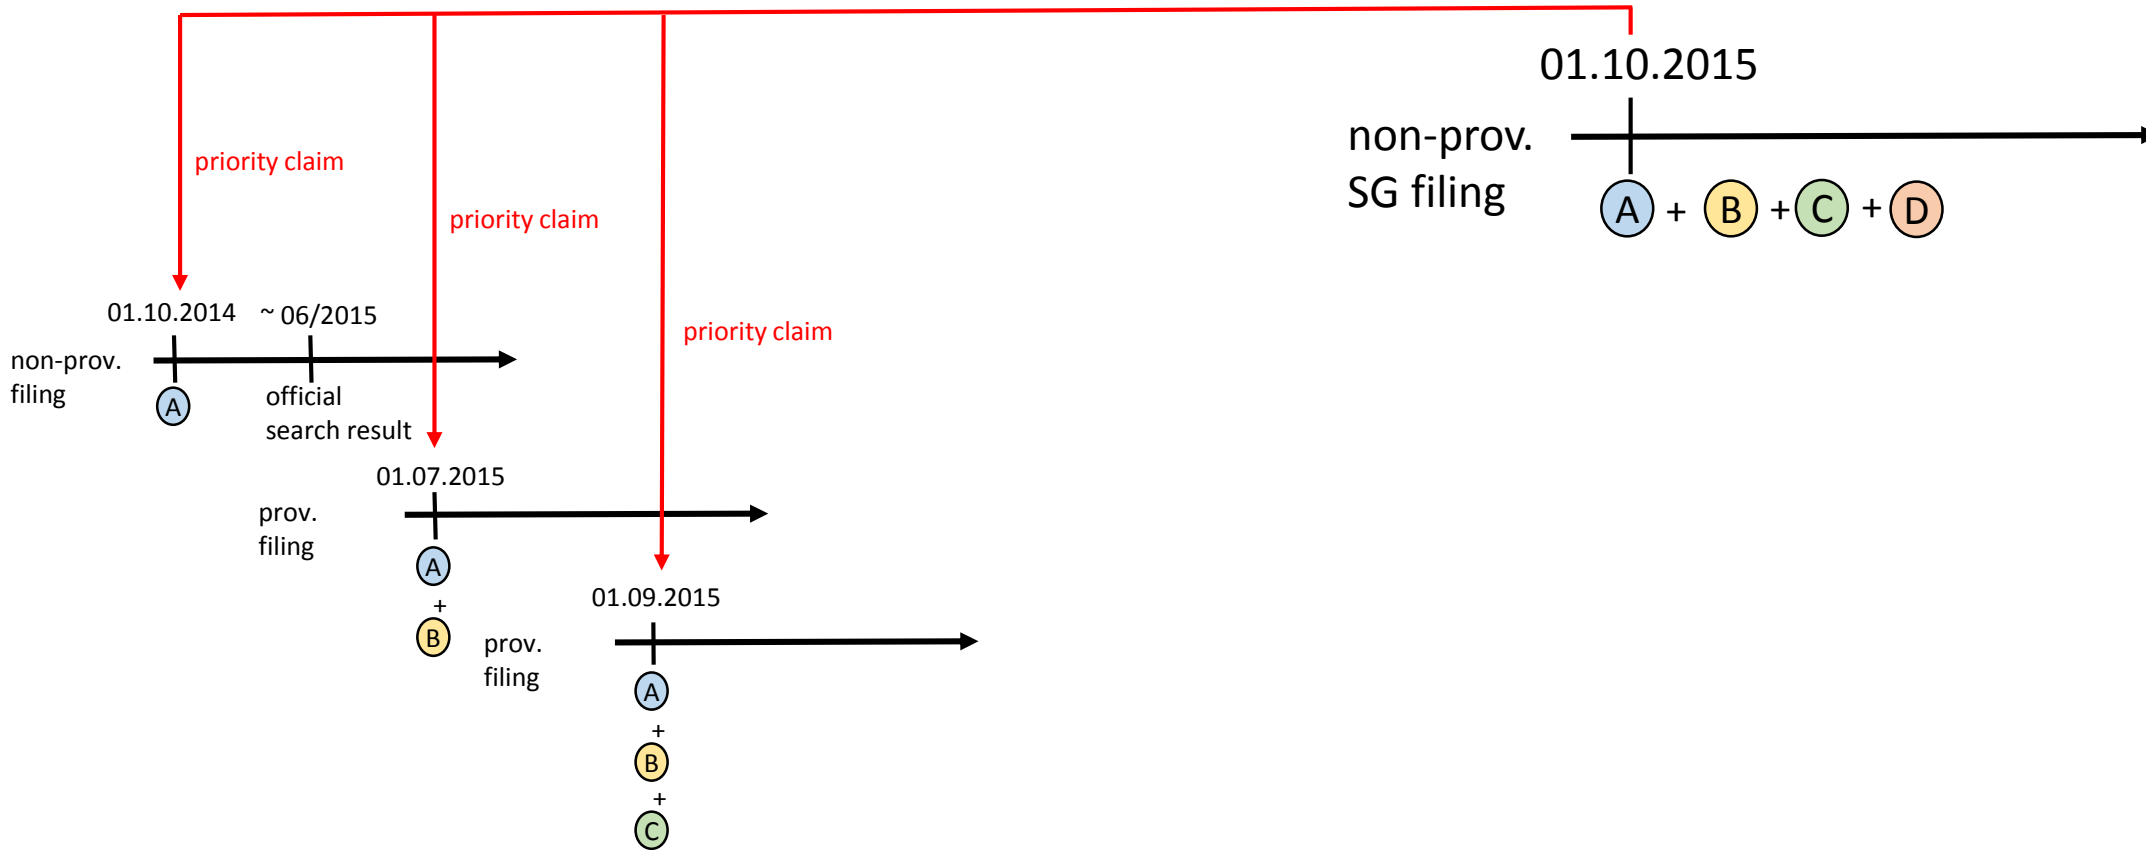 01.10.2015
non-prov.
SG filing
A + B + C + D
priority claim
priority claim
priority claim
01.10.2014 ~ 06/2015
non-prov.
filing
A
official
search result
01.07.2015
prov.
filing
A
+
B
01.09.2015
prov.
filing
A
+
B
+
C